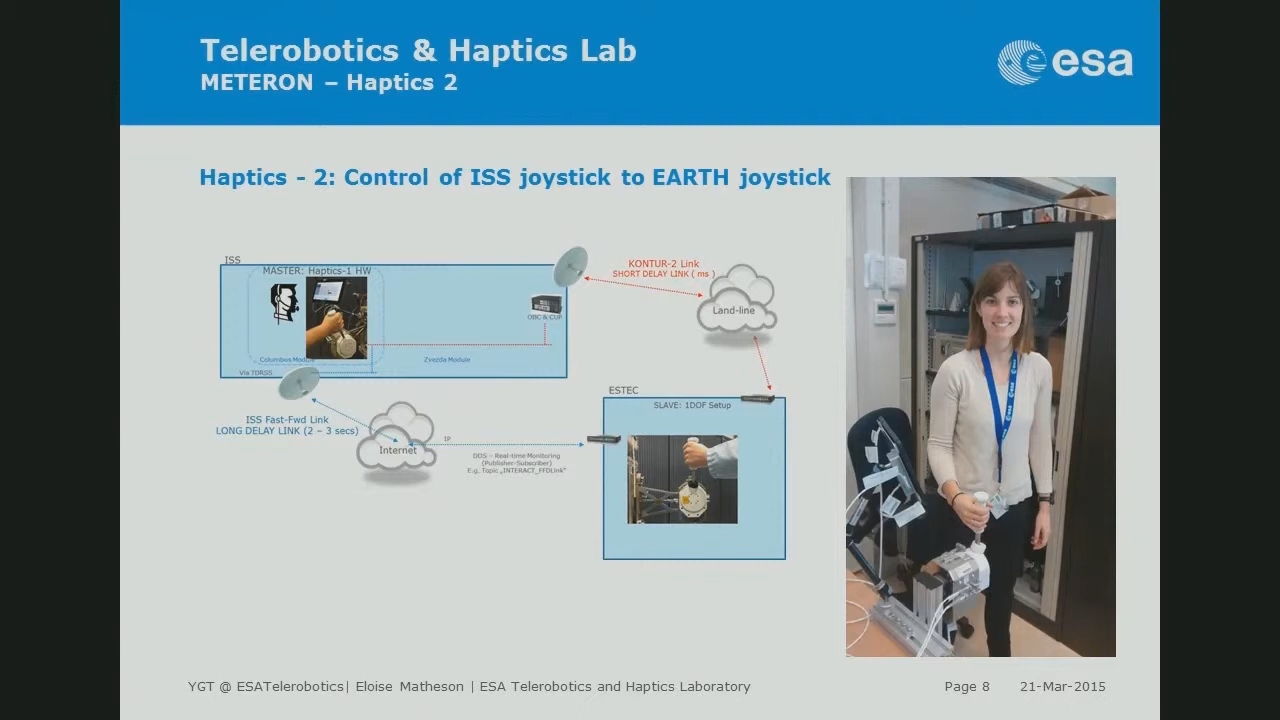 Telerobotics & Haptics Lab
METERON – Haptics 2
esa
Haptics - 2: Control of ISS joystick to EARTH joystick
ISS
MASTER: Haptics-1 HW
OBC & CUP
Columbus Module
Zvezda Module
Via TDRSS
KONTUR-2 Link
SHORT DELAY LINK ( ms )
Land-line
ISS Fast-Fwd Link
LONG DELAY LINK (2 – 3 secs)
Internet
IP
DDS – Real-time Monitoring
(Publisher-Subscriber)
E.g. Topic „INTERACT_FFDLink"
ESTEC
SLAVE: 1DOF Setup
esa
YGT @ ESATelerobotics| Eloise Matheson | ESA Telerobotics and Haptics Laboratory
Page 8
21-Mar-2015